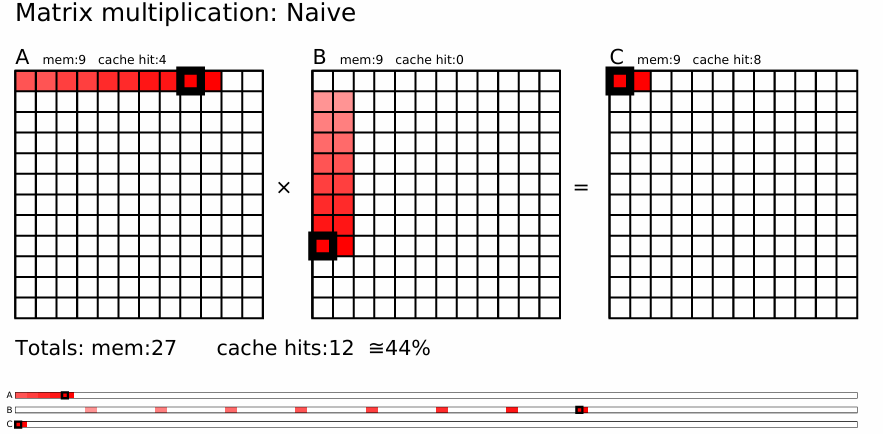 Matrix multiplication: Naive
A mem:9 cache hit:4
B mem:9 cache hit:0
C mem:9 cache hit:8
× =
Totals: mem:27 cache hits:12 ≅44%
A
B
C